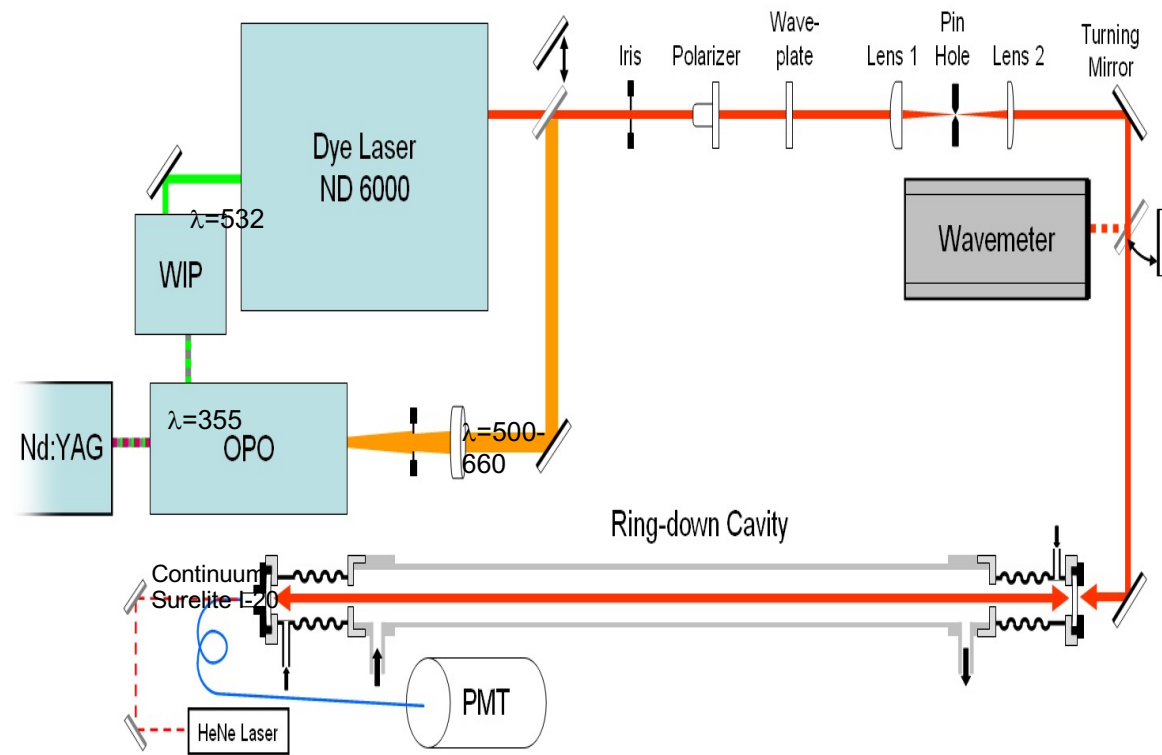 Wave-
plate
Pin
Hole
Turning
Mirror
Iris
Polarizer
Lens 1
Lens 2
Dye Laser
ND 6000
λ=532
WIP
Wavemeter
λ=355
Nd:YAG
OPO
λ=500-
660
Ring-down Cavity
Continuum
Surelite I-20
PMT
HeNe Laser